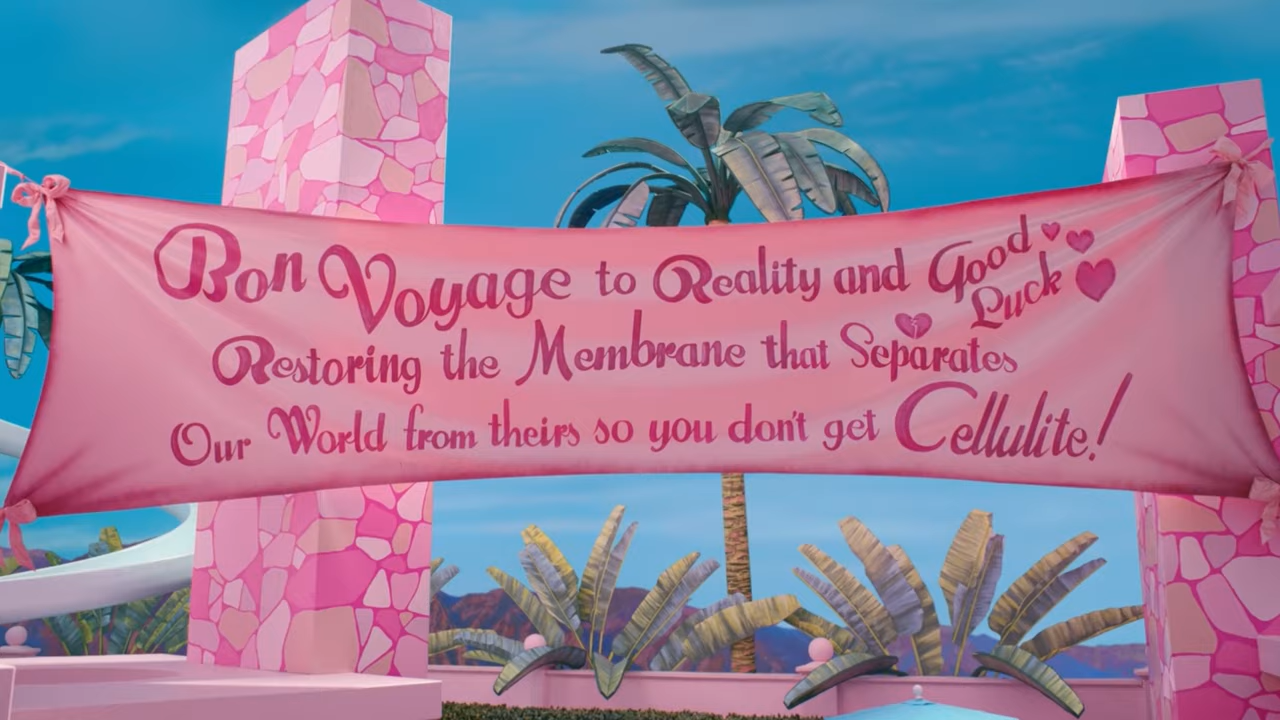 Bon Voyage to Reality and Good Luck
Restoring the Membrane that Separates
Our World from theirs so you don't get Cellulite!